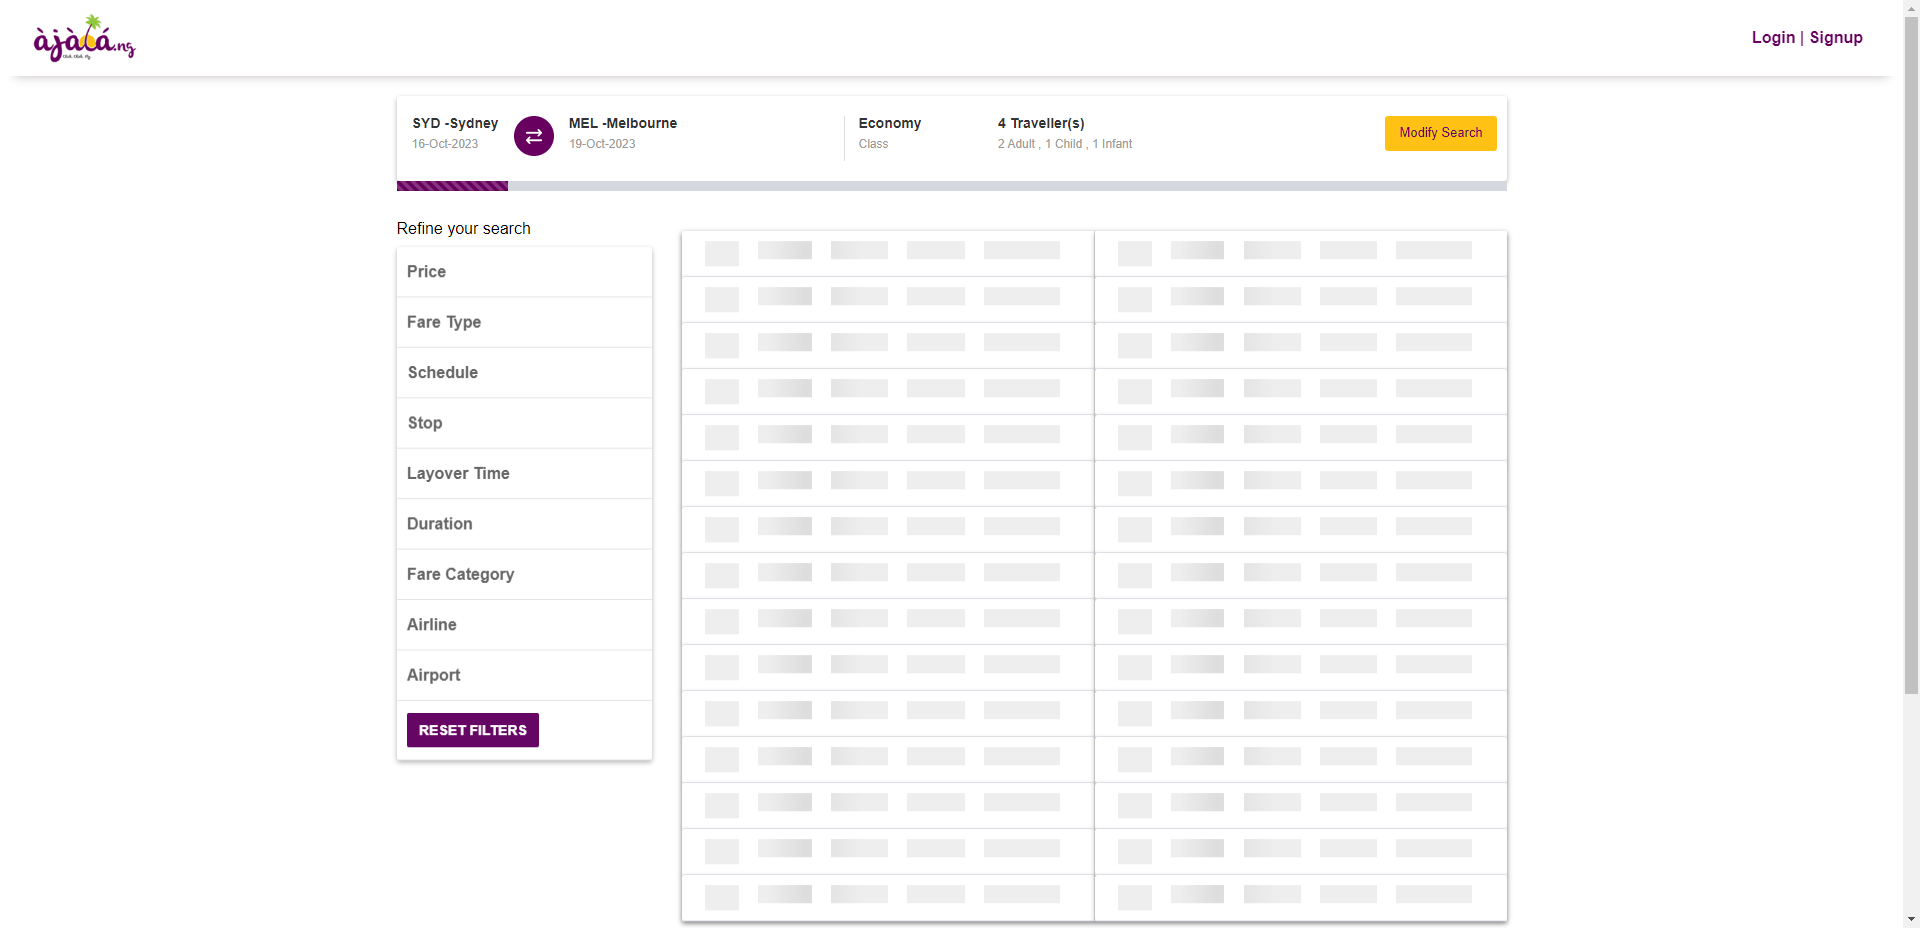 àjàlá.ng
Login | Signup
SYD -Sydney
16-Oct-2023
MEL -Melbourne
19-Oct-2023
Economy
Class
4 Traveller(s)
2 Adult , 1 Child , 1 Infant
Modify Search
Refine your search
Price
Fare Type
Schedule
Stop
Layover Time
Duration
Fare Category
Airline
Airport
RESET FILTERS